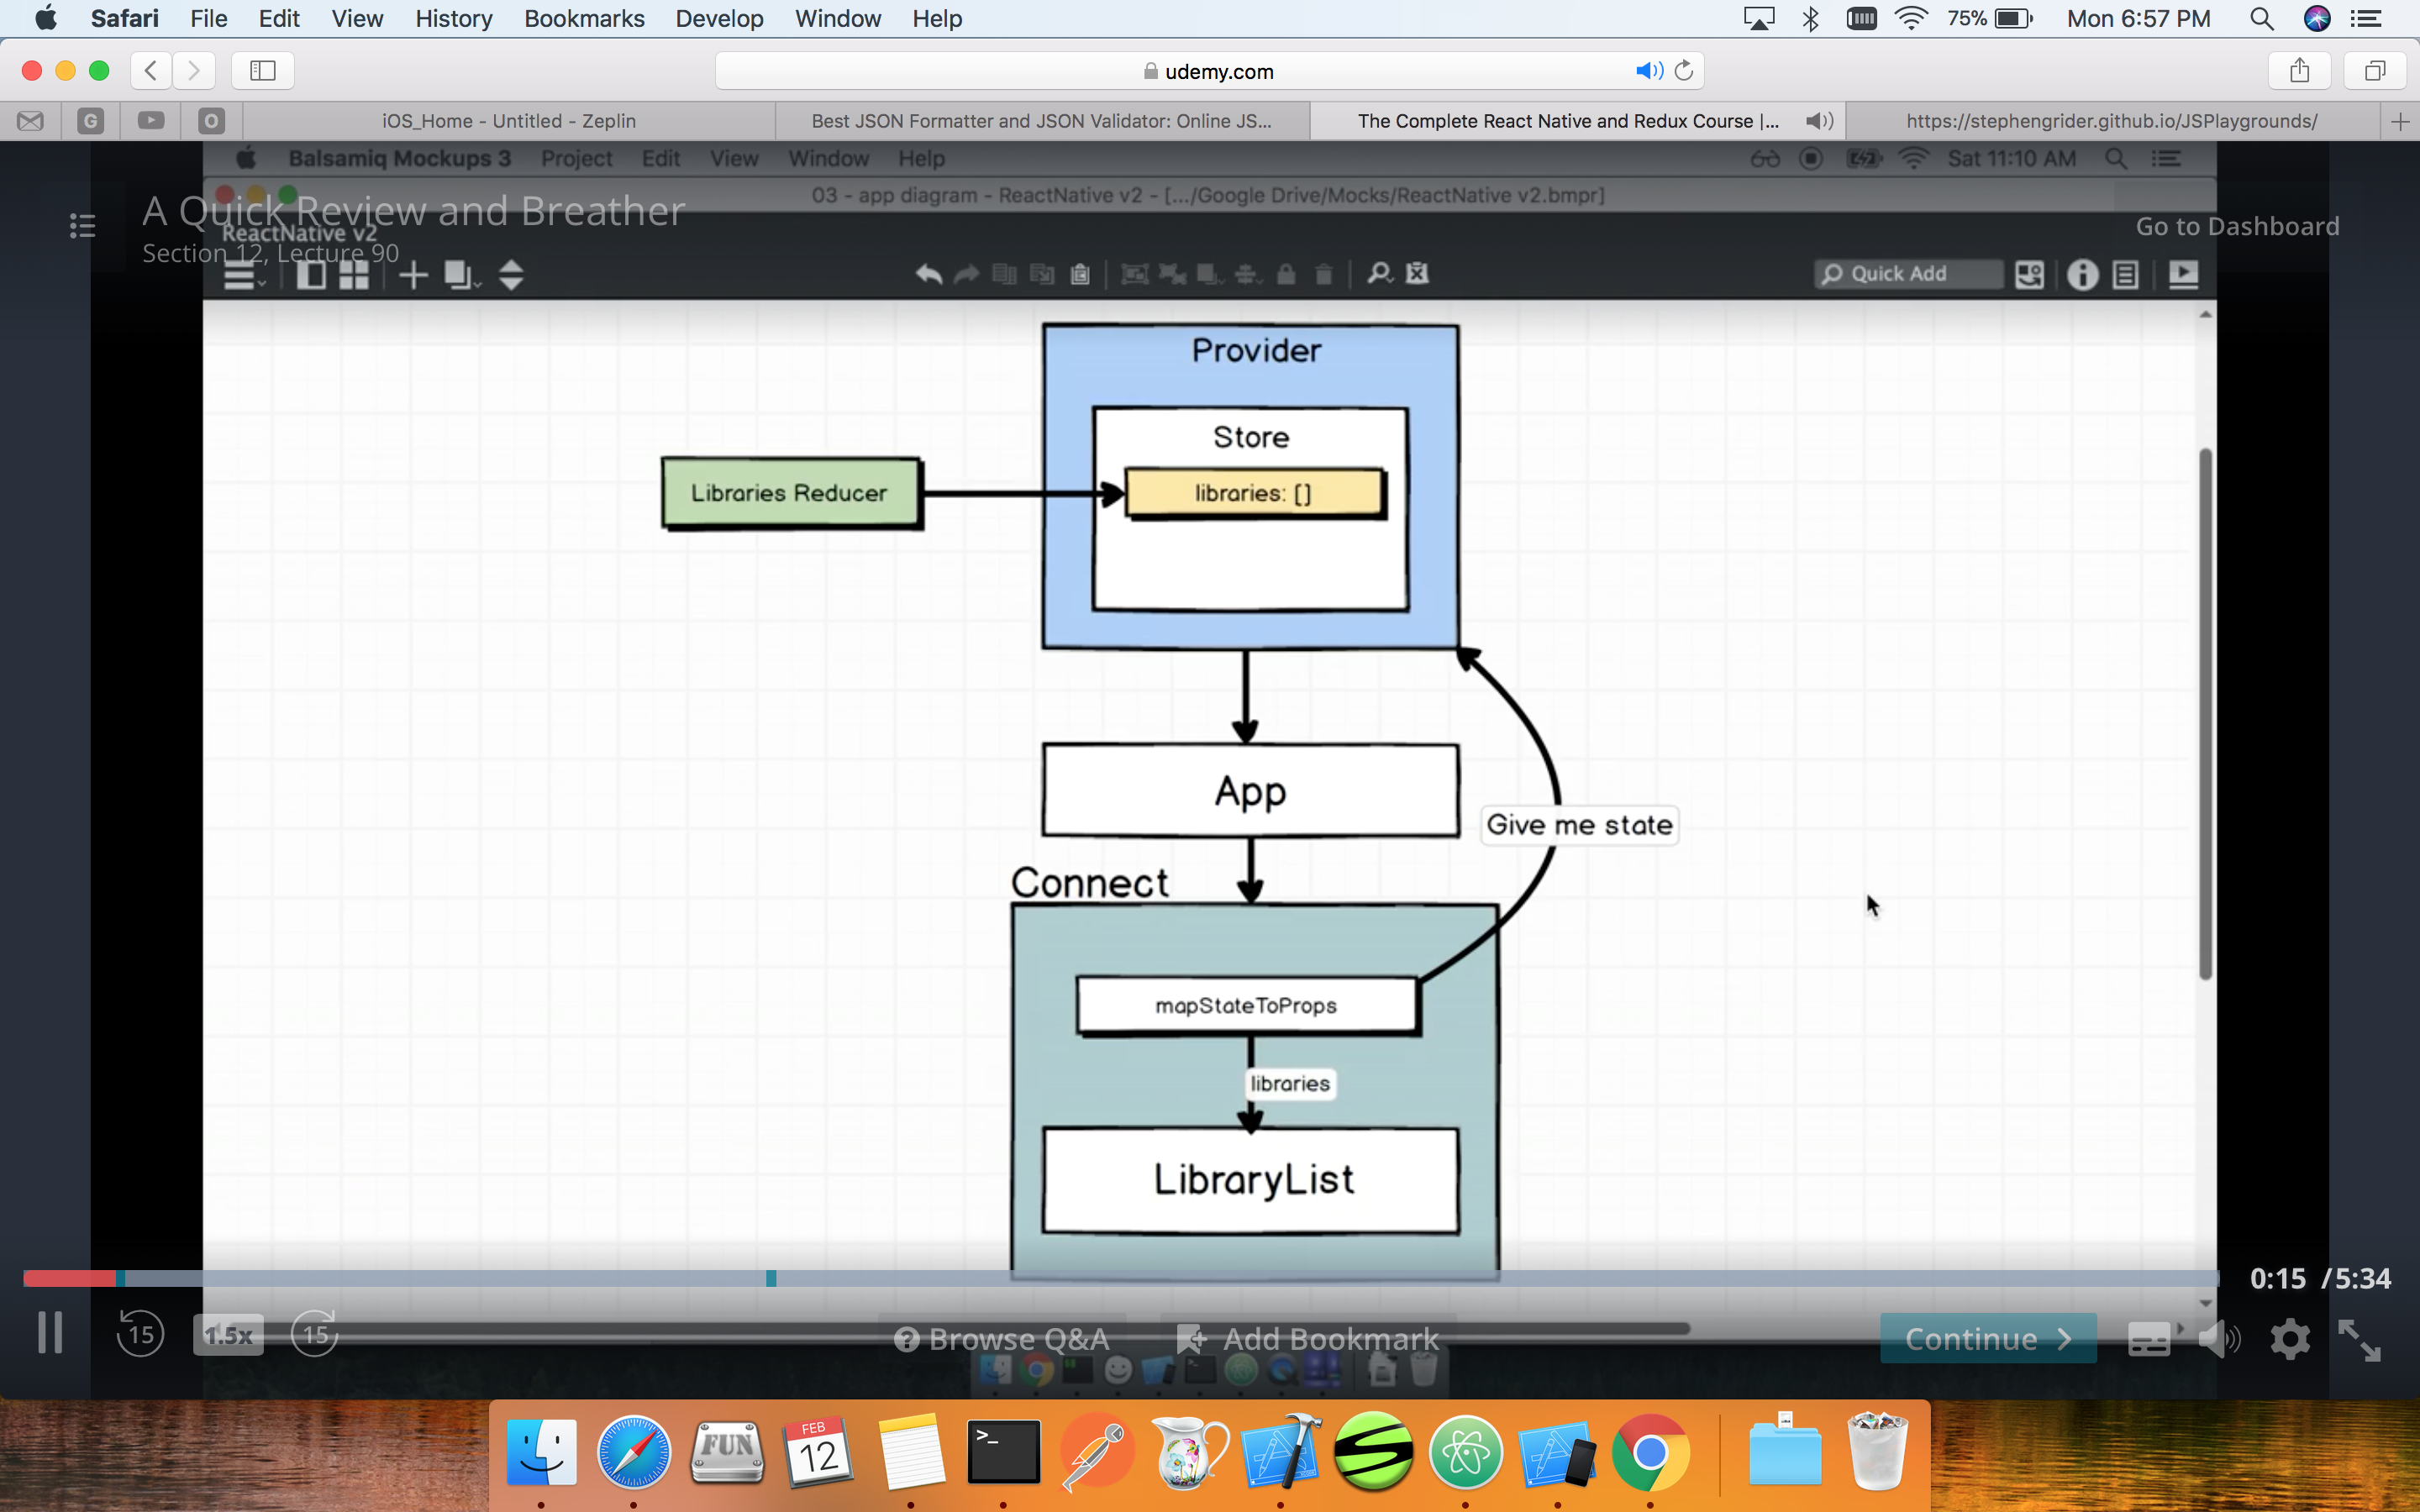 Safari File Edit View History Bookmarks Develop Window Help 75% Mon 6:57 PM
udemy.com
G O iOS_Home - Untitled - Zeplin Best JSON Formatter and JSON Validator: Online JS... The Complete React Native and Redux Course |... https://stephengrider.github.io/JSPlaygrounds/
Balsamiq Mockups 3 Project Edit View Window Help Sat 11:10 AM
03 - app diagram - ReactNative v2 - [.../Google Drive/Mocks/ReactNative v2.bmpr]
A Quick Review and Breather
Go to Dashboard
ReactNative v2
Section 12, Lecture 90
Quick Add
Provider
Store
Libraries Reducer
libraries: []
App
Give me state
Connect
mapStateToProps
libraries
LibraryList
0:15 /5:34
15 1.5x 15 Browse Q&A Add Bookmark Continue
FUN
FEB
12
>_